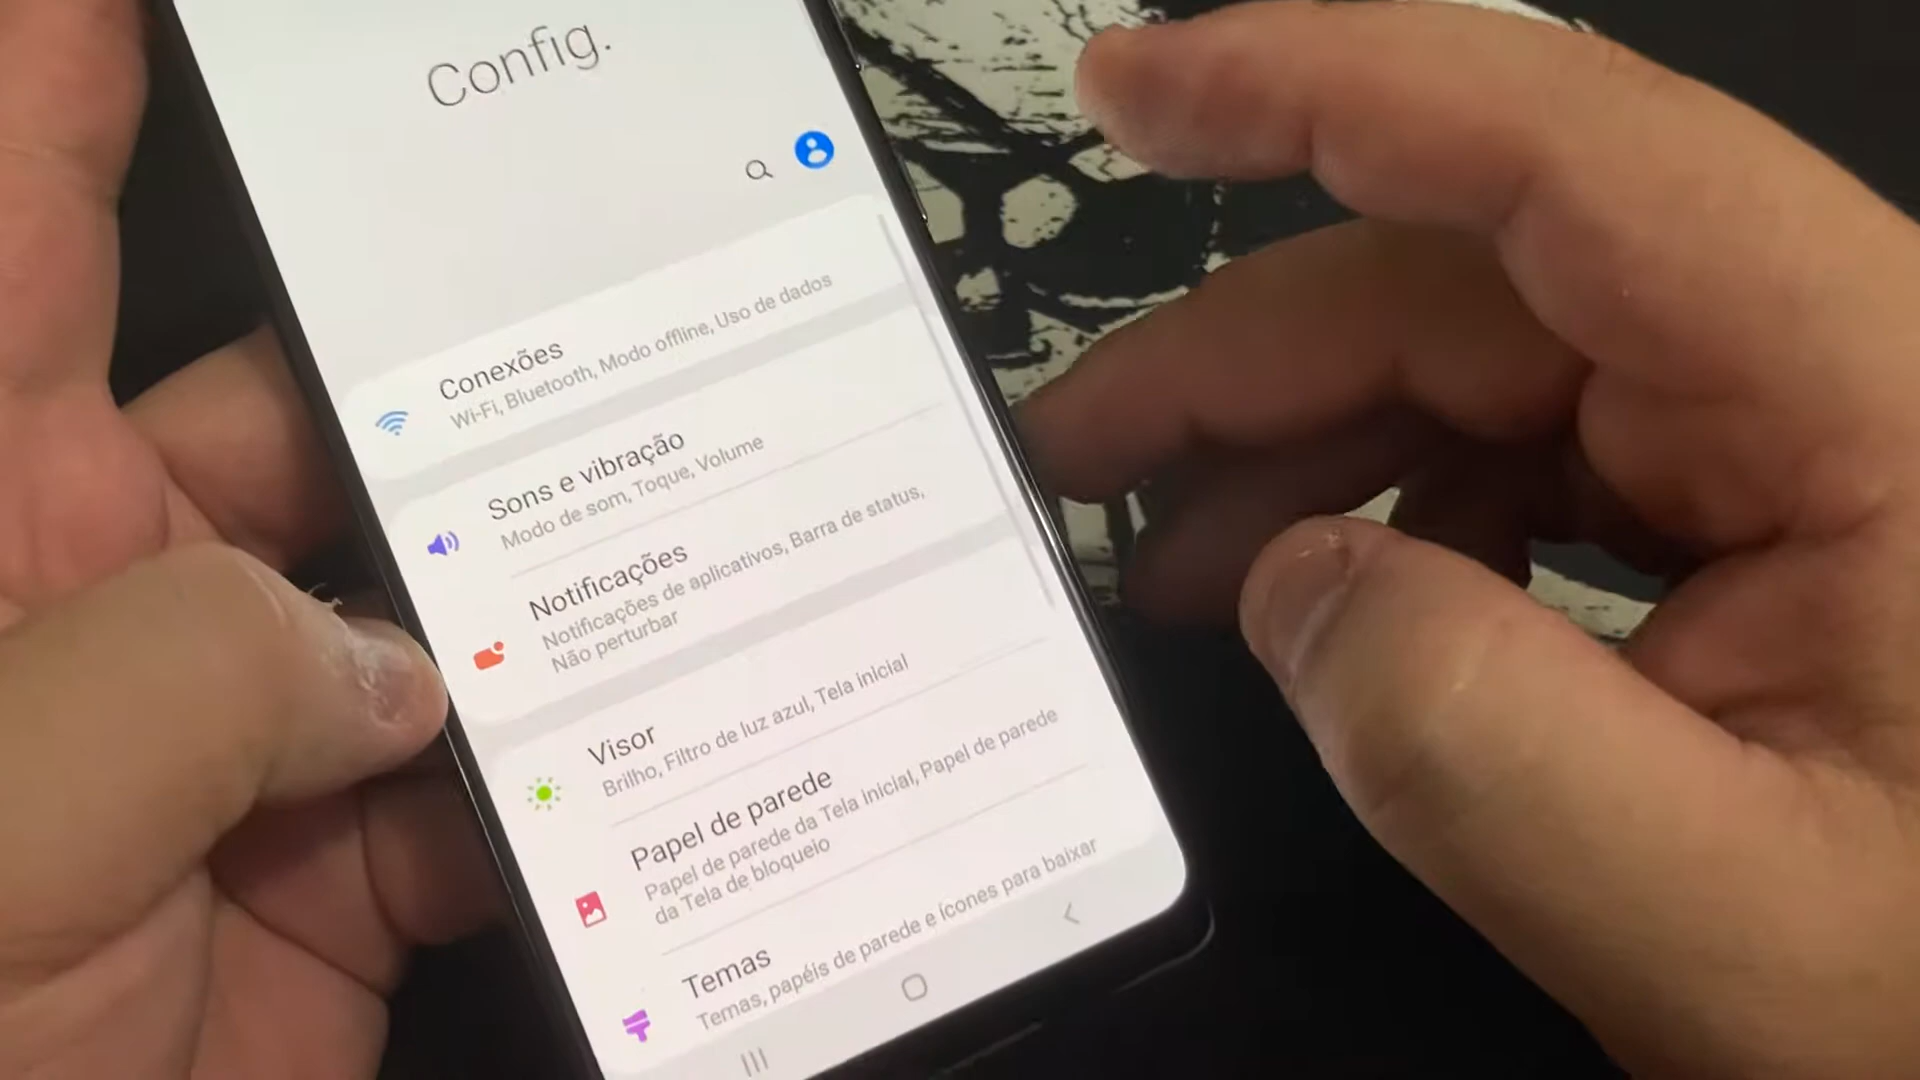 Config.
Conexões
Wi-Fi, Bluetooth, Modo offline, Uso de dados
Sons e vibração
Modo de som, Toque, Volume
Notificações
Notificações de aplicativos, Barra de status,
Não perturbar
Visor
Brilho, Filtro de luz azul, Tela inicial
Papel de parede
Papel de parede da Tela inicial, Papel de parede
da Tela de bloqueio
Temas
Temas, papéis de parede e ícones para baixar